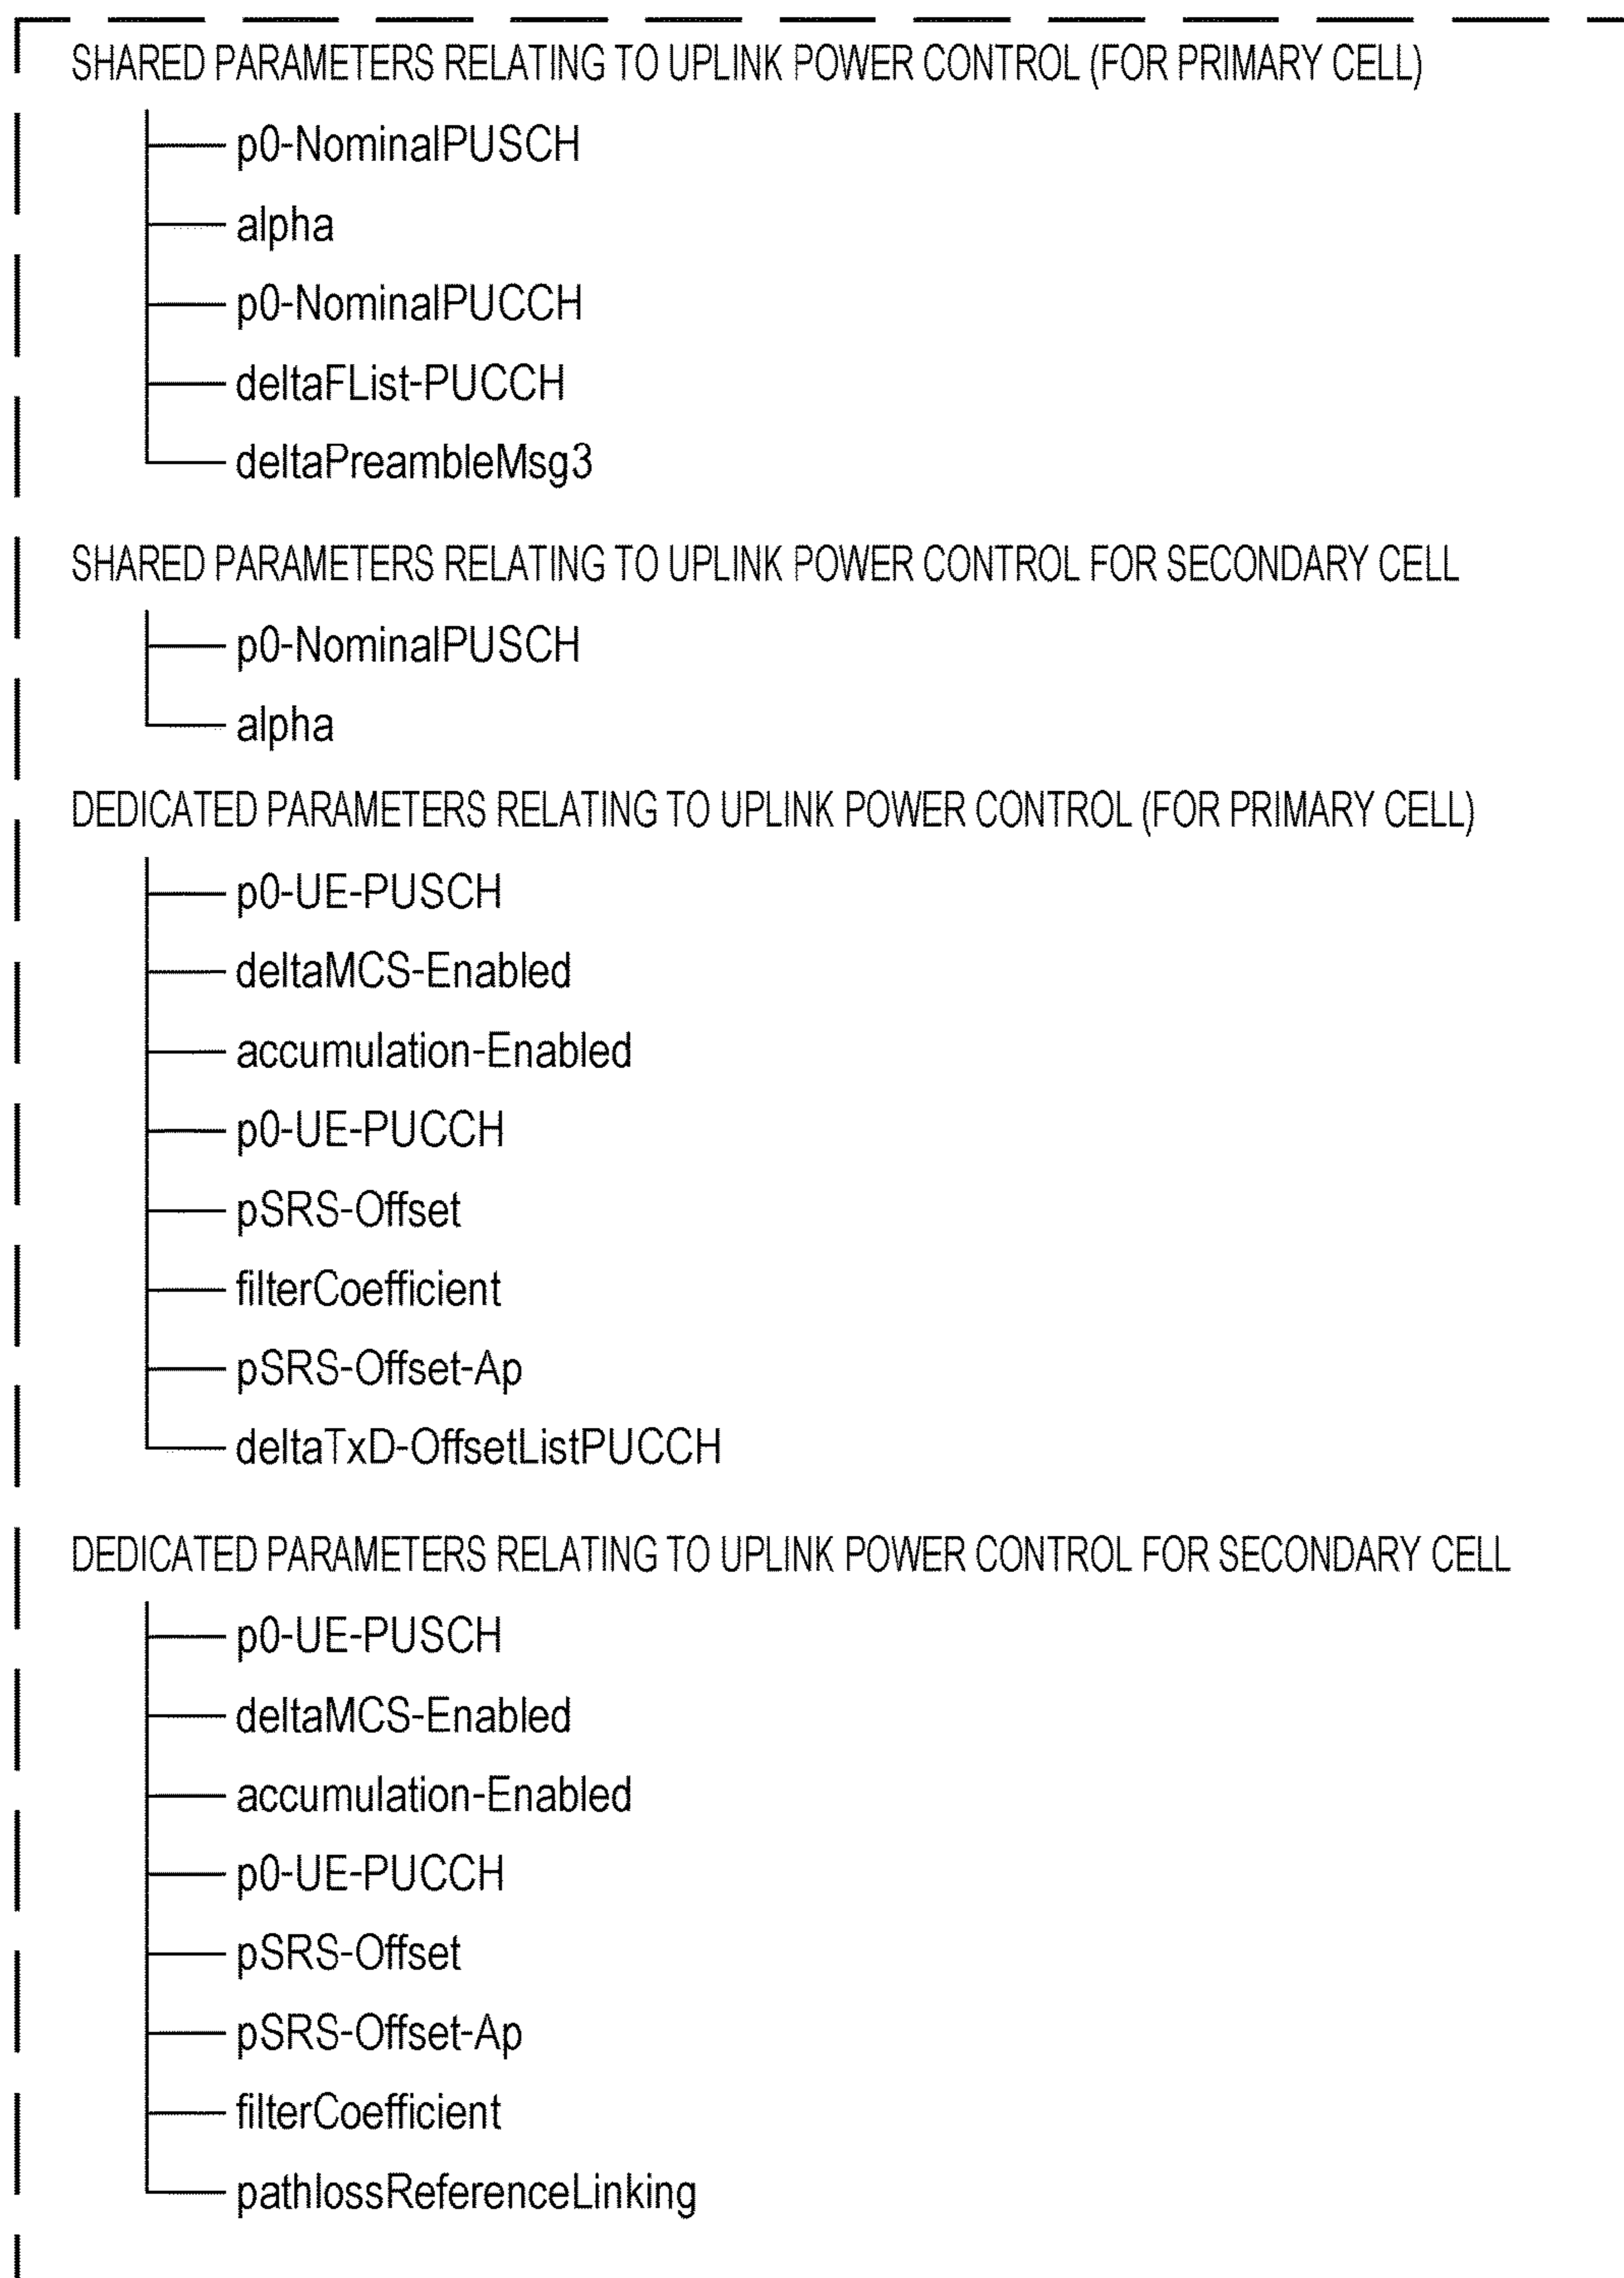 SHARED PARAMETERS RELATING TO UPLINK POWER CONTROL (FOR PRIMARY CELL)
p0-NominalPUSCH
alpha
p0-NominalPUCCH
deltaFList-PUCCH
deltaPreambleMsg3
SHARED PARAMETERS RELATING TO UPLINK POWER CONTROL FOR SECONDARY CELL
p0-NominalPUSCH
alpha
DEDICATED PARAMETERS RELATING TO UPLINK POWER CONTROL (FOR PRIMARY CELL)
p0-UE-PUSCH
deltaMCS-Enabled
accumulation-Enabled
p0-UE-PUCCH
pSRS-Offset
filterCoefficient
pSRS-Offset-Ap
deltaTxD-OffsetListPUCCH
DEDICATED PARAMETERS RELATING TO UPLINK POWER CONTROL FOR SECONDARY CELL
p0-UE-PUSCH
deltaMCS-Enabled
accumulation-Enabled
p0-UE-PUCCH
pSRS-Offset
pSRS-Offset-Ap
filterCoefficient
pathlossReferenceLinking